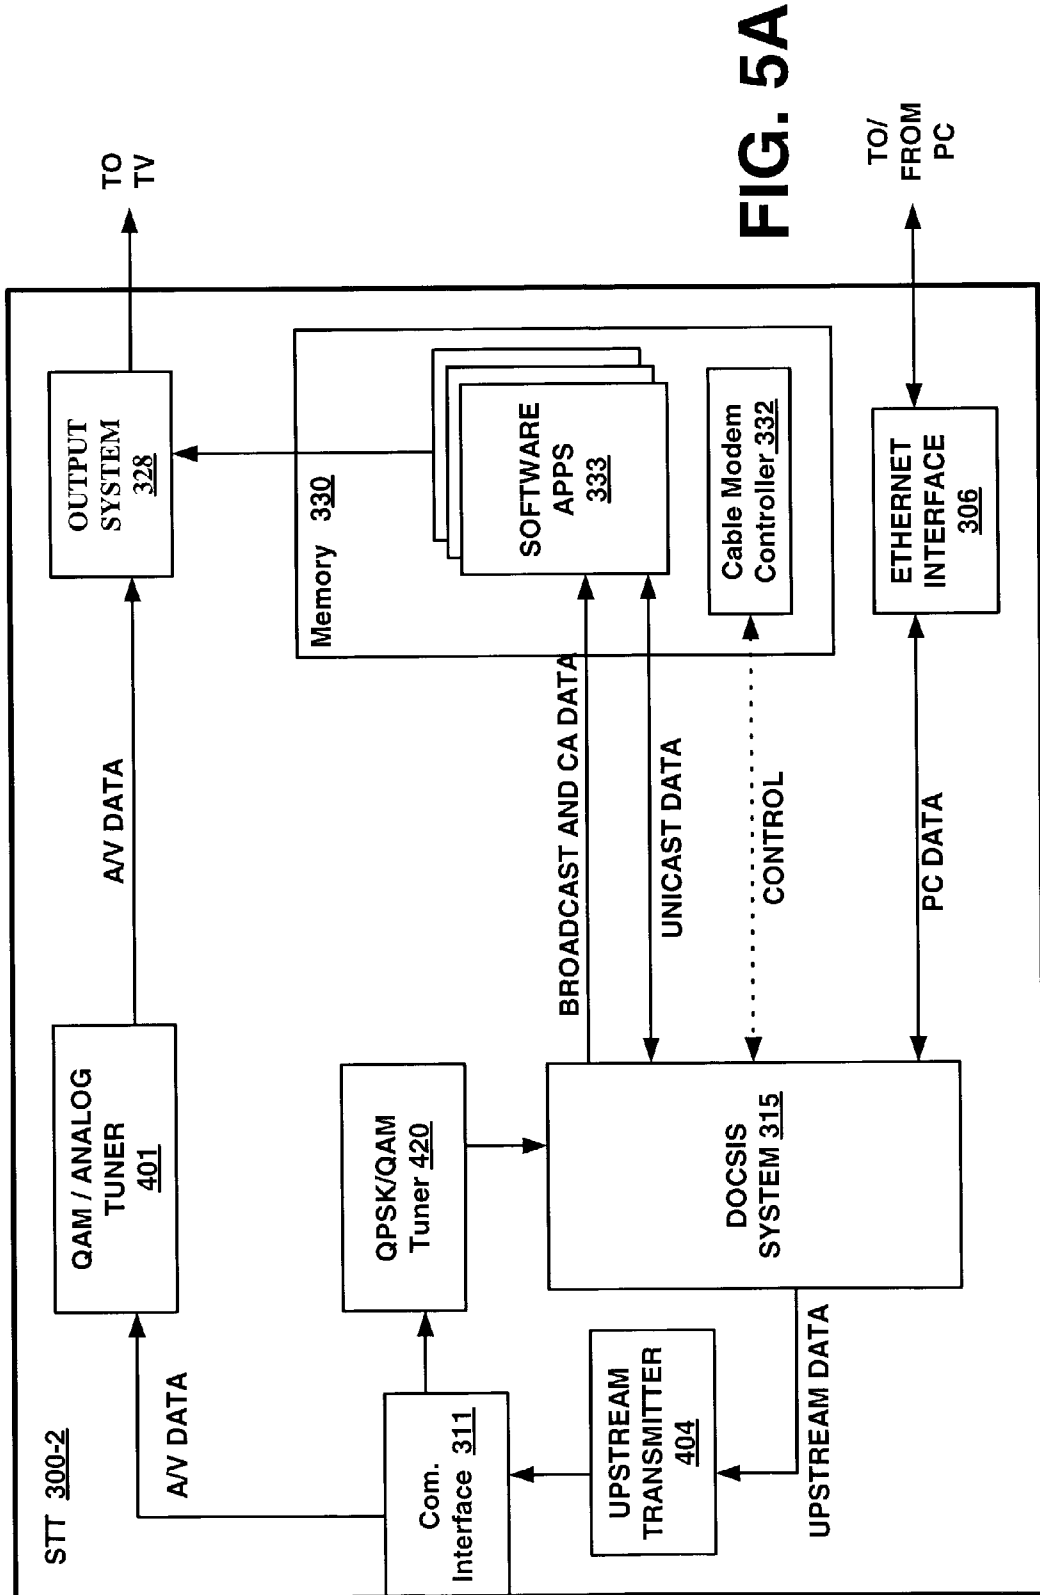 STT 300-2
A/V DATA
QAM / ANALOG
TUNER
401
A/V DATA
OUTPUT
SYSTEM
328
TO
TV
Com.
Interface 311
QPSK/QAM
Tuner 420
Memory 330
SOFTWARE
APPS
333
Cable Modem
Controller 332
BROADCAST AND CA DATA
UNICAST DATA
CONTROL
UPSTREAM
TRANSMITTER
404
DOCSIS
SYSTEM 315
UPSTREAM DATA
PC DATA
ETHERNET
INTERFACE
306
TO/
FROM
PC
FIG. 5A